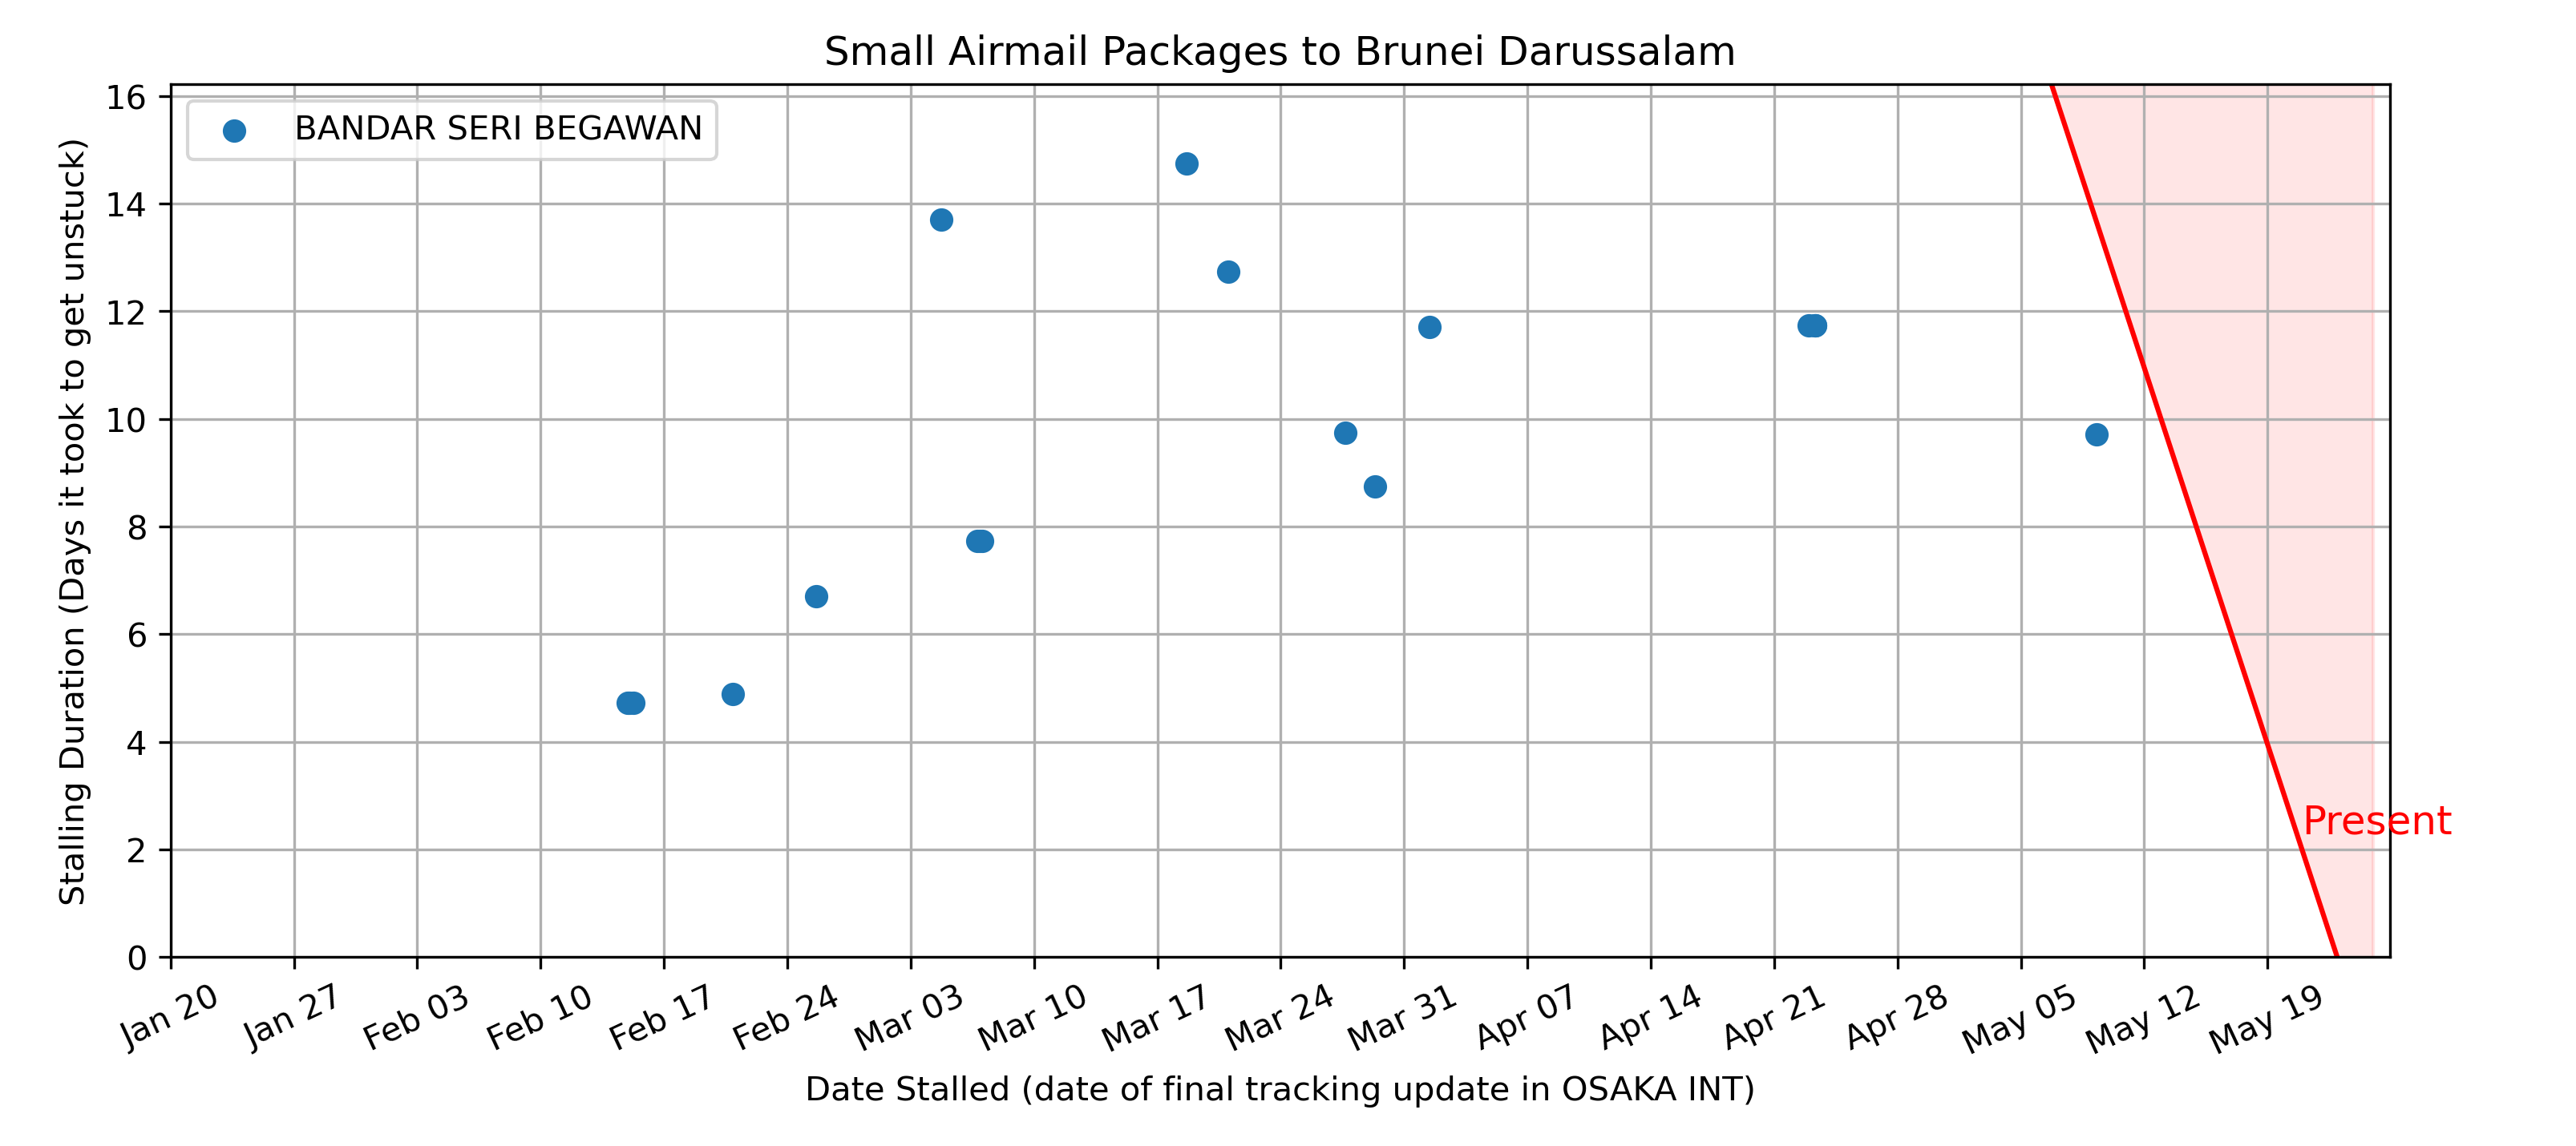 Small Airmail Packages to Brunei Darussalam
BANDAR SERI BEGAWAN
Stalling Duration (Days it took to get unstuck)
16
14
12
10
8
6
4
2
0
Present
Jan 20
Jan 27
Feb 03
Feb 10
Feb 17
Feb 24
Mar 03
Mar 10
Mar 17
Mar 24
Mar 31
Apr 07
Apr 14
Apr 21
Apr 28
May 05
May 12
May 19
Date Stalled (date of final tracking update in OSAKA INT)